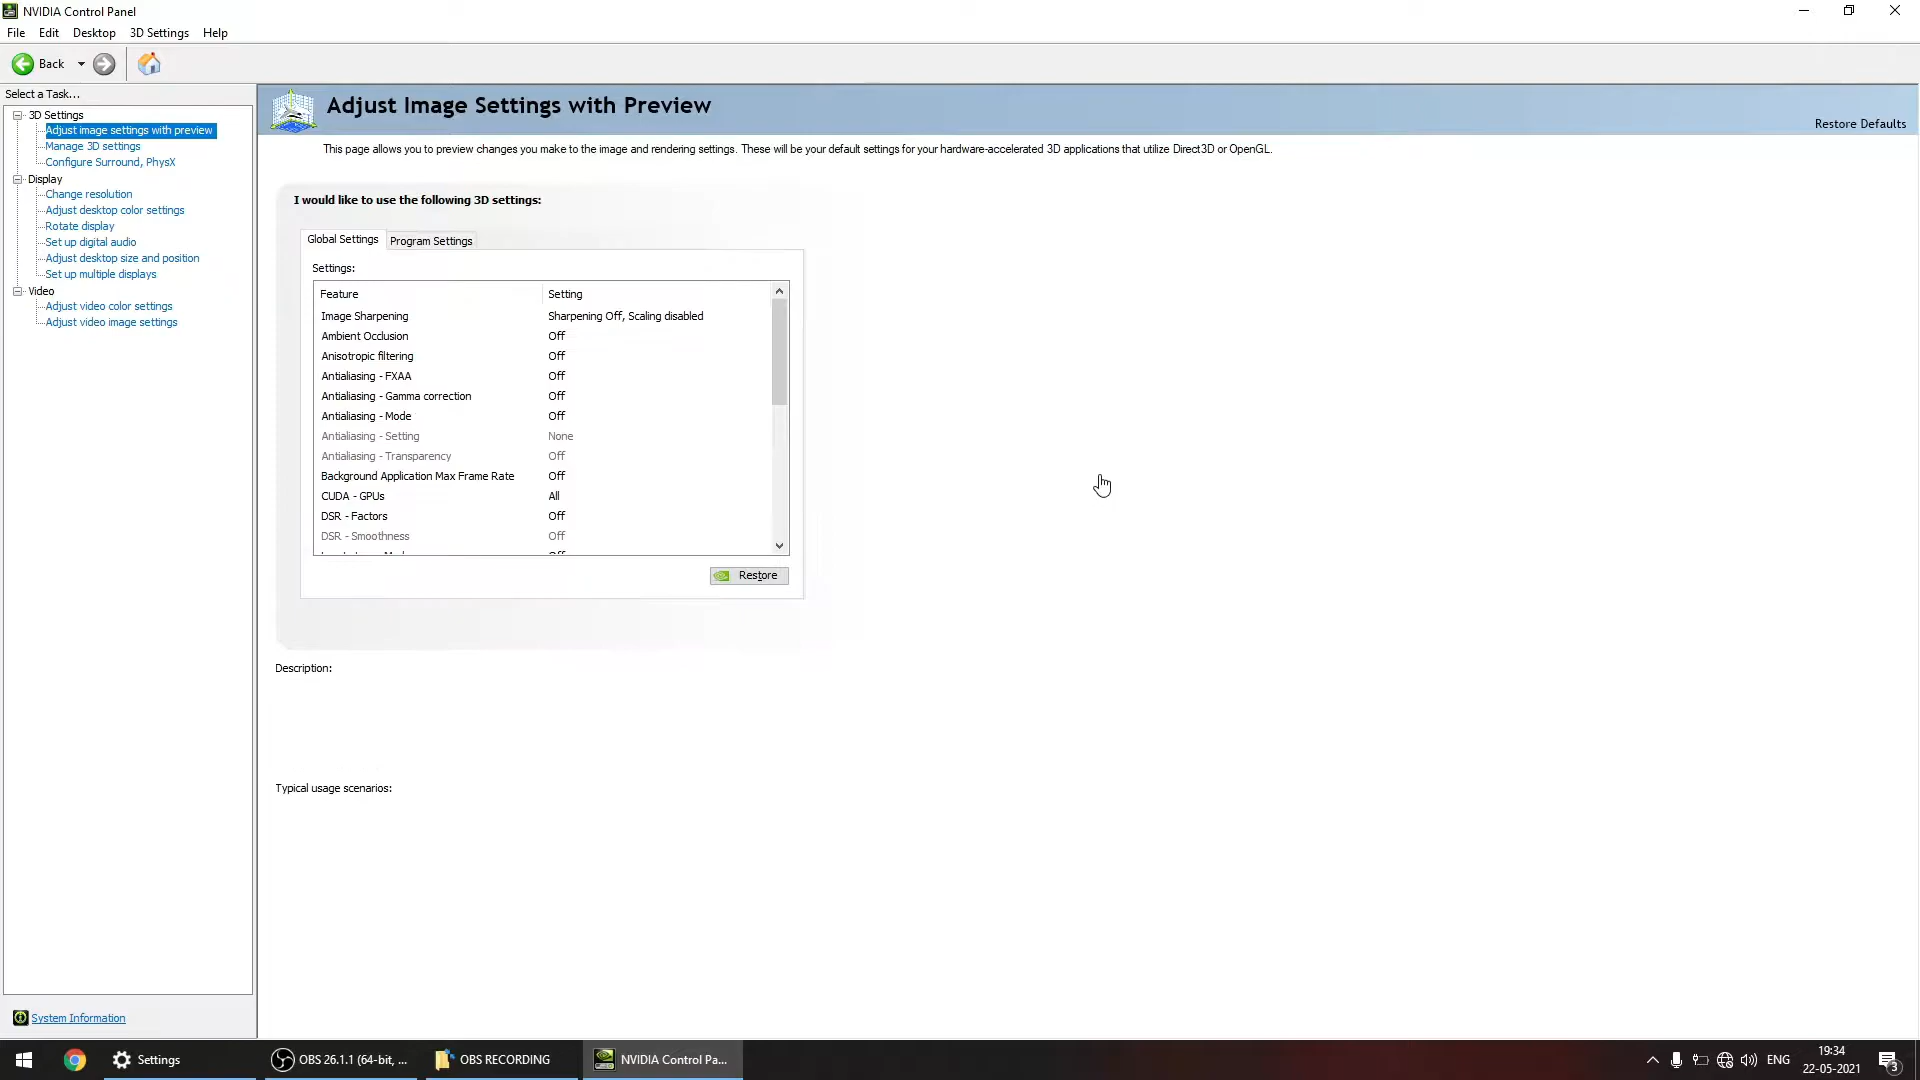 NVIDIA Control Panel
File Edit Desktop 3D Settings Help
Back
Select a Task...
3D Settings
Adjust image settings with preview
Manage 3D settings
Configure Surround, PhysX
Display
Change resolution
Adjust desktop color settings
Rotate display
Set up digital audio
Adjust desktop size and position
Set up multiple displays
Video
Adjust video color settings
Adjust video image settings
System Information
Adjust Image Settings with Preview
Restore Defaults
This page allows you to preview changes you make to the image and rendering settings. These will be your default settings for your hardware-accelerated 3D applications that utilize Direct3D or OpenGL.
I would like to use the following 3D settings:
Global Settings Program Settings
Settings:
Feature Setting
Image Sharpening Sharpening Off, Scaling disabled
Ambient Occlusion Off
Anisotropic filtering Off
Antialiasing - FXAA Off
Antialiasing - Gamma correction Off
Antialiasing - Mode Off
Antialiasing - Setting None
Antialiasing - Transparency Off
Background Application Max Frame Rate Off
CUDA - GPUs All
DSR - Factors Off
DSR - Smoothness Off
Restore
Description:
Typical usage scenarios:
Settings OBS 26.1.1 (64-bit, ... OBS RECORDING NVIDIA Control Pa... ENG
19:34
22-05-2021
3